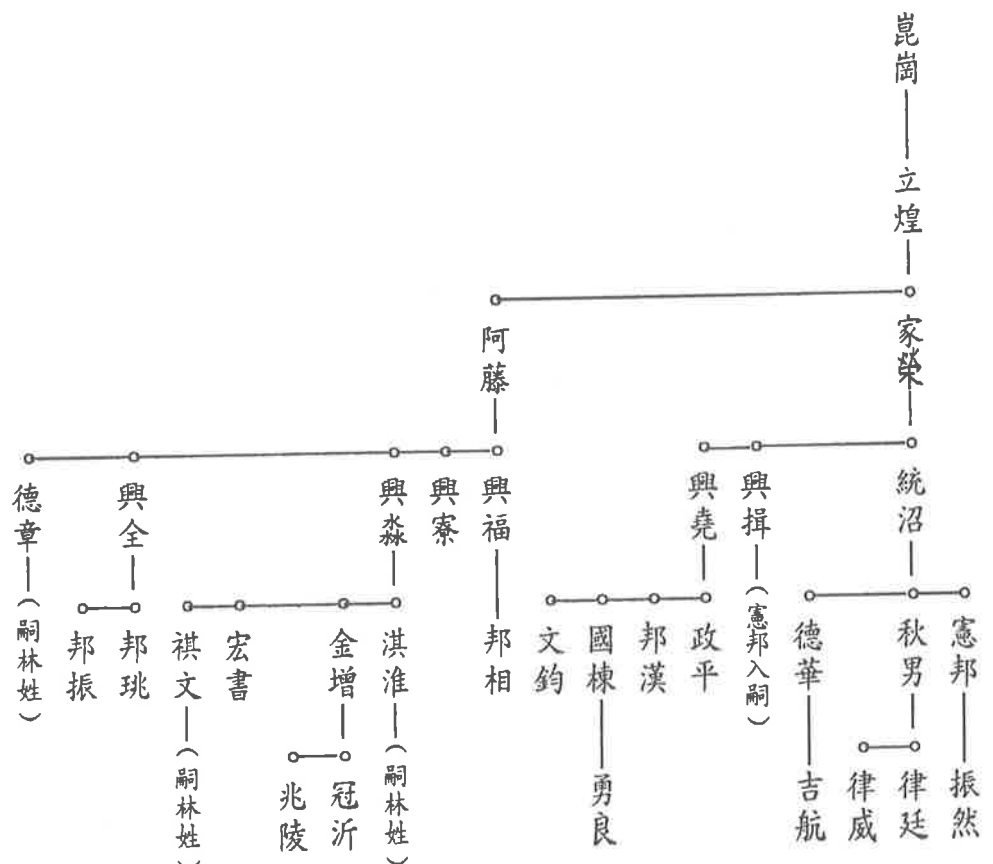 崑崗
立煌
家榮
阿藤
統沼
興揖
(憲邦入嗣)
興堯
興福
興寮
興淼
興全
德章
(嗣林姓)
憲邦
秋男
德華
政平
邦漢
國棟
文鈞
邦相
淇淮
(嗣林姓)
金增
宏書
祺文
(嗣林姓)
邦珧
邦振
振然
律廷
律威
吉航
勇良
冠沂
兆陵